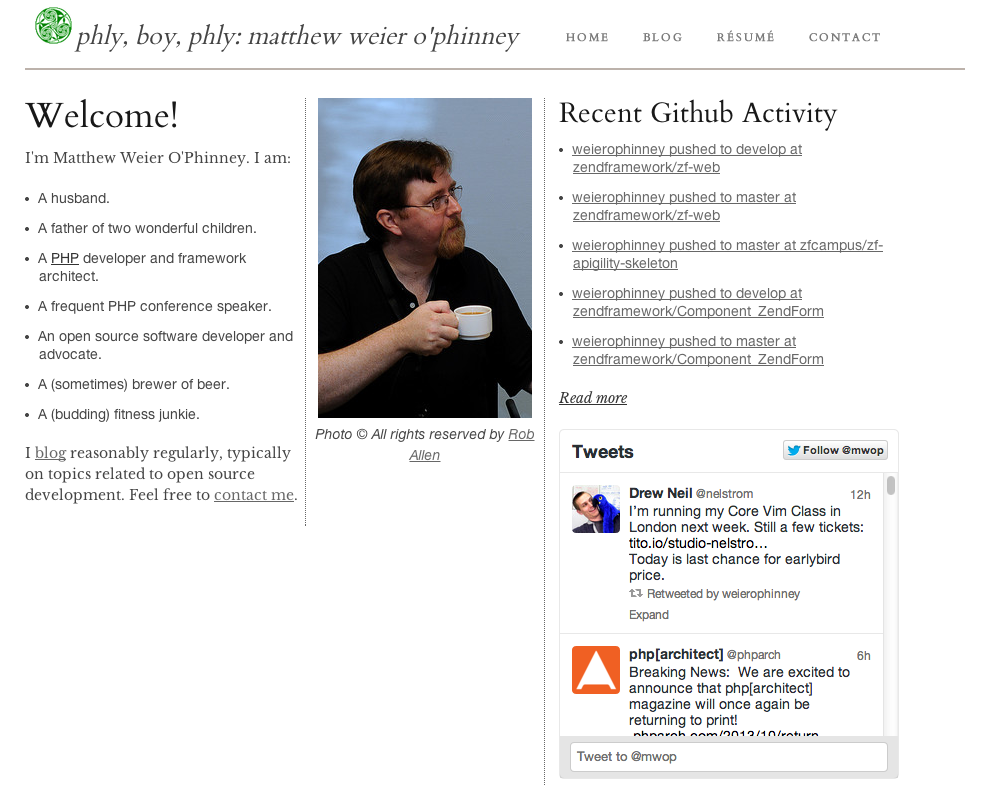 phly, boy, phly: matthew weier o'phinney
HOME
BLOG
RÉSUMÉ
CONTACT
Welcome!
I'm Matthew Weier O'Phinney. I am:
• A husband.
• A father of two wonderful children.
• A PHP developer and framework
architect.
• A frequent PHP conference speaker.
• An open source software developer and
advocate.
• A (sometimes) brewer of beer.
• A (budding) fitness junkie.
I blog reasonably regularly, typically
on topics related to open source
development. Feel free to contact me.
Photo © All rights reserved by Rob
Allen
Recent Github Activity
• weierophinney pushed to develop at
zendframework/zf-web
• weierophinney pushed to master at
zendframework/zf-web
• weierophinney pushed to master at zfcampus/zf-
apigility-skeleton
• weierophinney pushed to develop at
zendframework/Component_ZendForm
• weierophinney pushed to master at
zendframework/Component_ZendForm
Read more
Tweets
Follow @mwop
Drew Neil @nelstrom 12h
I'm running my Core Vim Class in
London next week. Still a few tickets:
tito.io/studio-nelstro…
Today is last chance for earlybird
price.
Retweeted by weierophinney
Expand
php[architect] @phparch 6h
Breaking News: We are excited to
announce that php[architect]
magazine will once again be
returning to print!
phparch.com/2013/10/return
Tweet to @mwop